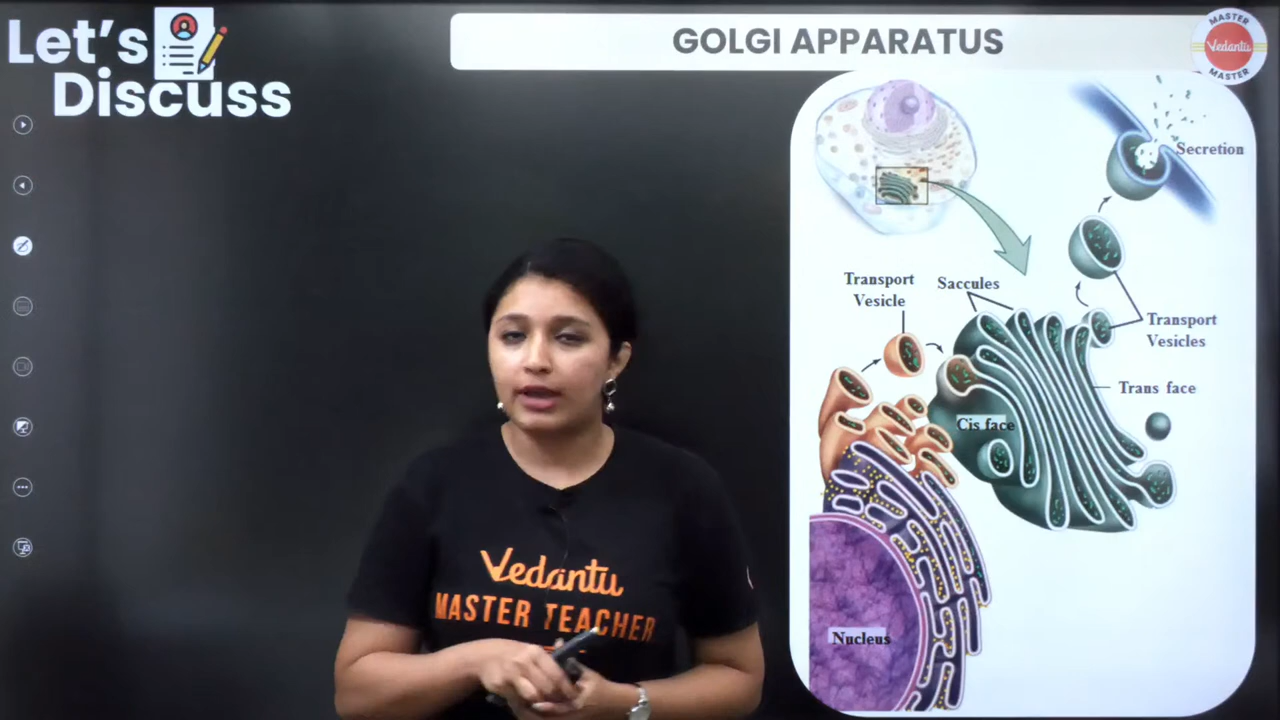 Let's
Discuss
GOLGI APPARATUS
MASTER
Vedantu
MASTER
Secretion
Transport
Vesicle
Saccules
Transport
Vesicles
Trans face
Cis face
Nucleus
Vedantu
MASTER TEACHER